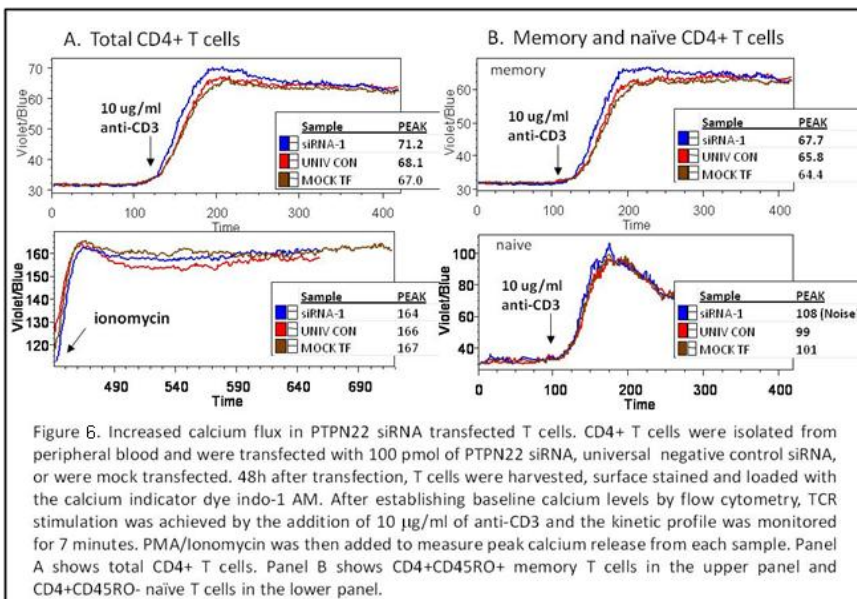 A. Total CD4+ T cells
70
60
50
40
30
Violet/Blue
10 ug/ml
anti-CD3
Sample PEAK
siRNA-1 71.2
UNIV CON 68.1
MOCK TF 67.0
0 100 200 300 400
Time
160
150
140
130
120
Violet/Blue
ionomycin
Sample PEAK
siRNA-1 164
UNIV CON 166
MOCK TF 167
490 540 590 640 690
Time
B. Memory and naïve CD4+ T cells
memory
70
60
50
40
30
Violet/Blue
10 ug/ml
anti-CD3
Sample PEAK
siRNA-1 67.7
UNIV CON 65.8
MOCK TF 64.4
0 100 200 300 400
Time
naive
100
80
60
40
Violet/Blue
10 ug/ml
anti-CD3
Sample PEAK
siRNA-1 108 (Noise
UNIV CON 99
MOCK TF 101
0 100 200 300 400
Time
Figure 6. Increased calcium flux in PTPN22 siRNA transfected T cells. CD4+ T cells were isolated from
peripheral blood and were transfected with 100 pmol of PTPN22 siRNA, universal negative control siRNA,
or were mock transfected. 48h after transfection, T cells were harvested, surface stained and loaded with
the calcium indicator dye indo-1 AM. After establishing baseline calcium levels by flow cytometry, TCR
stimulation was achieved by the addition of 10 μg/ml of anti-CD3 and the kinetic profile was monitored
for 7 minutes. PMA/Ionomycin was then added to measure peak calcium release from each sample. Panel
A shows total CD4+ T cells. Panel B shows CD4+CD45RO+ memory T cells in the upper panel and
CD4+CD45RO- naïve T cells in the lower panel.